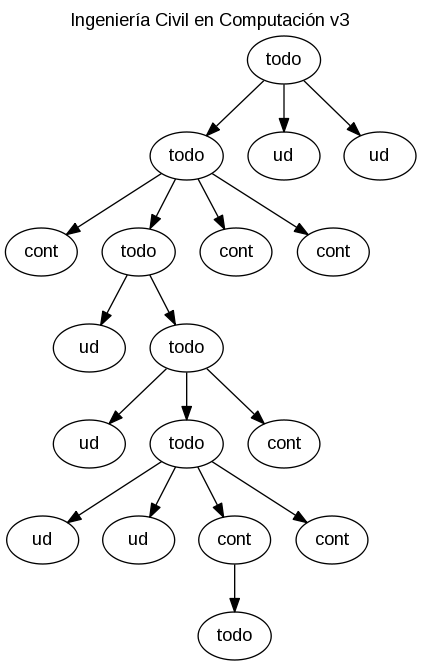 Ingeniería Civil en Computación v3
todo
todo ud ud
cont todo cont cont
ud todo
ud todo cont
ud ud cont cont
todo